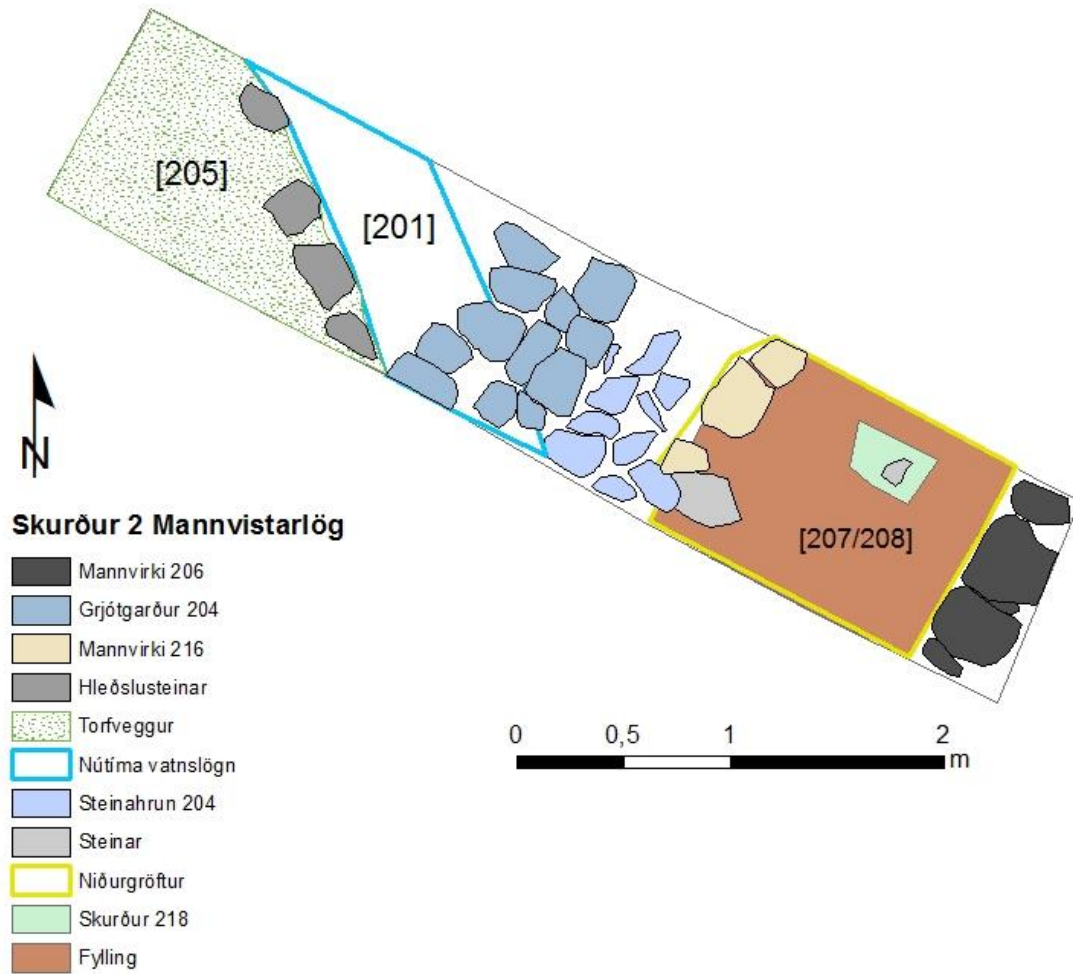 [205]
[201]
[207/208]
N
Skurður 2 Mannvistarlög
Mannvirki 206
Grjótgarður 204
Mannvirki 216
Hleðslusteinar
Torfveggur
Nútíma vatnslögn
Steinahrun 204
Steinar
Niðurgröftur
Skurður 218
Fylling
0 0,5 1 2
m